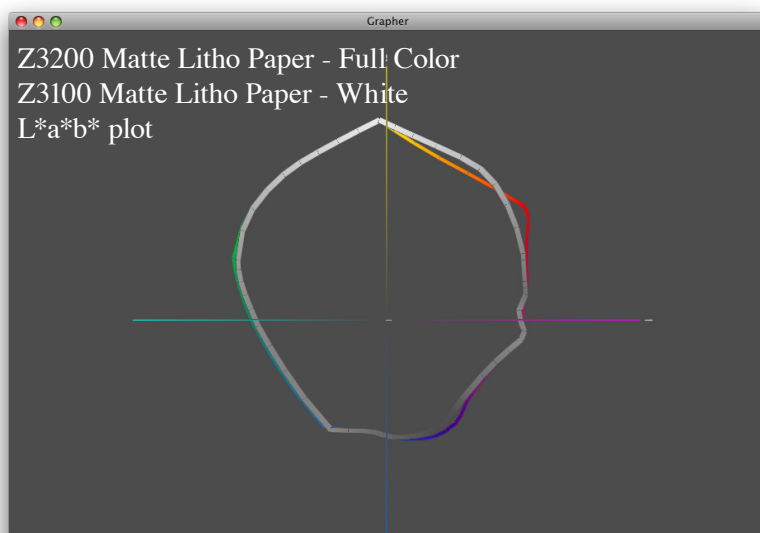 Grapher
Z3200 Matte Litho Paper - Full Color
Z3100 Matte Litho Paper - White
L*a*b* plot